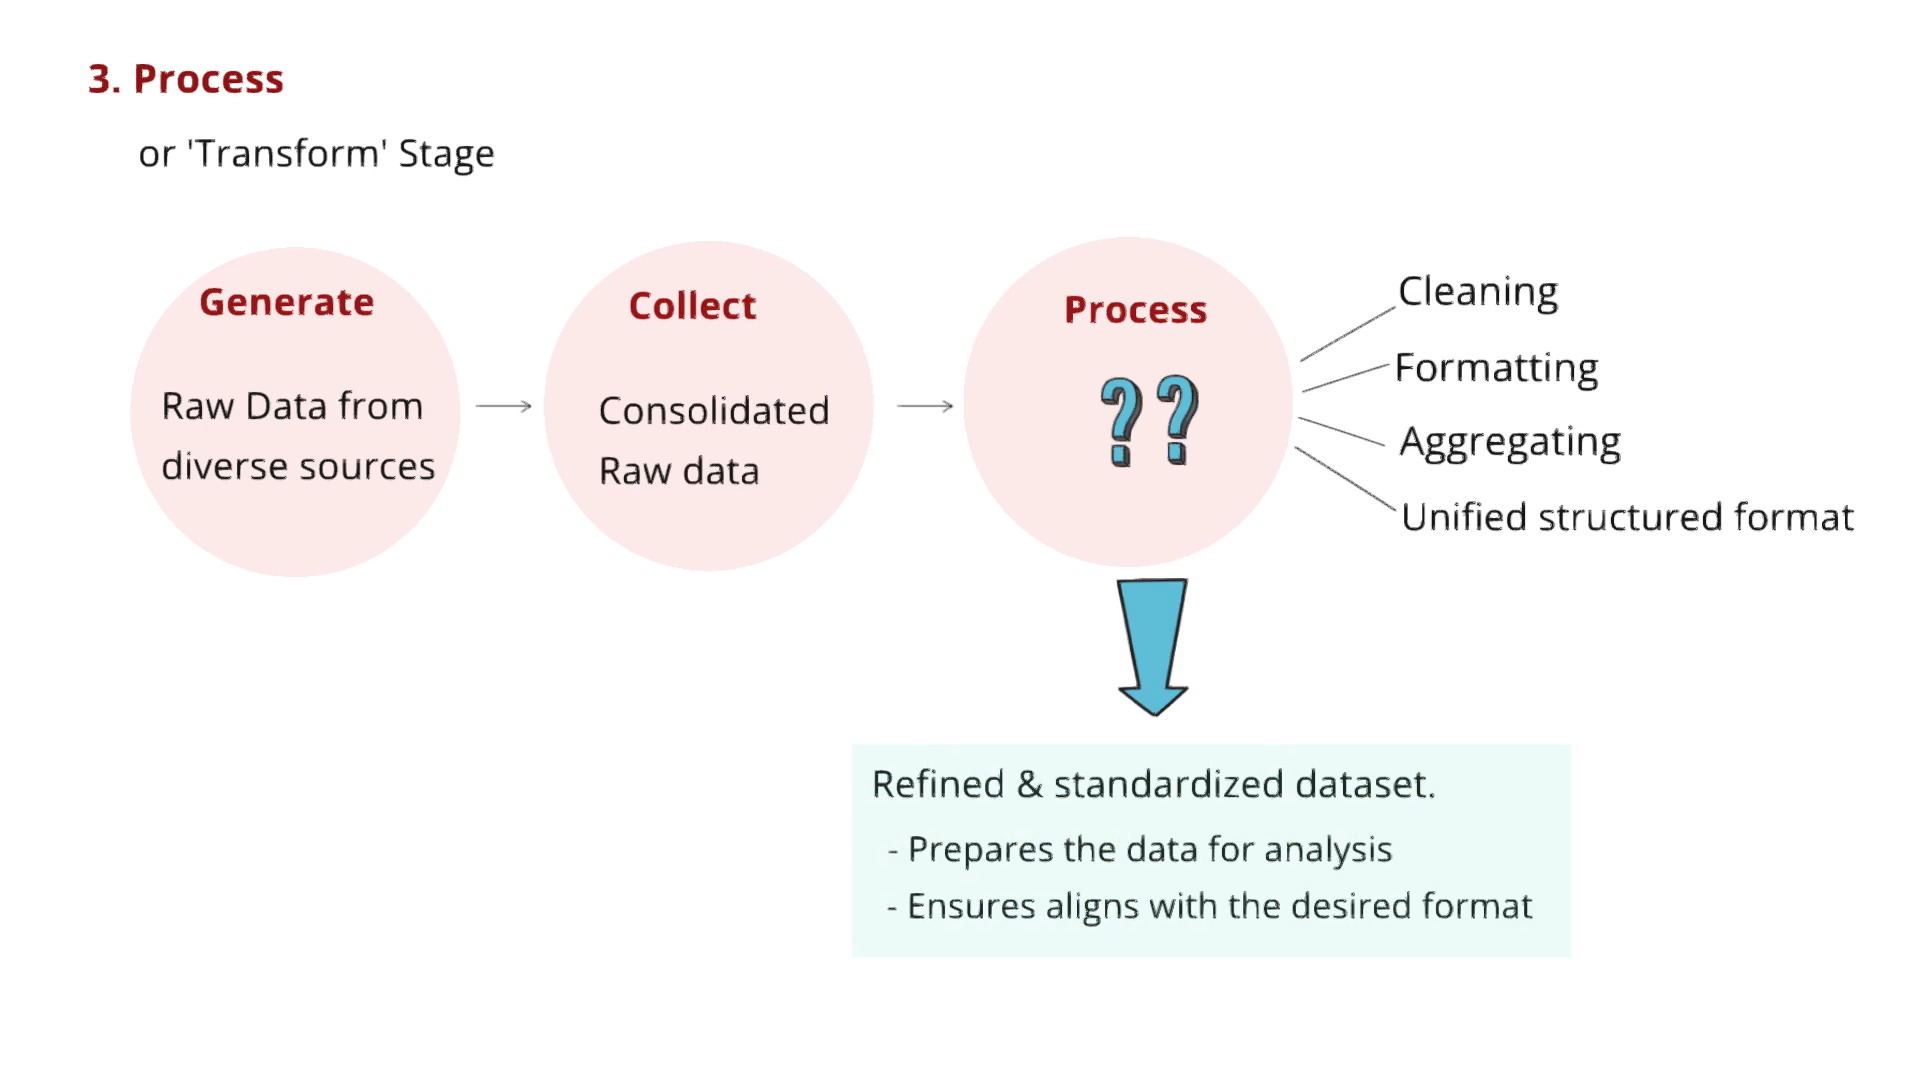 3. Process
or 'Transform' Stage
Generate
Raw Data from
diverse sources
Collect
Consolidated
Raw data
Process
??
Cleaning
Formatting
Aggregating
Unified structured format
Refined & standardized dataset.
- Prepares the data for analysis
- Ensures aligns with the desired format